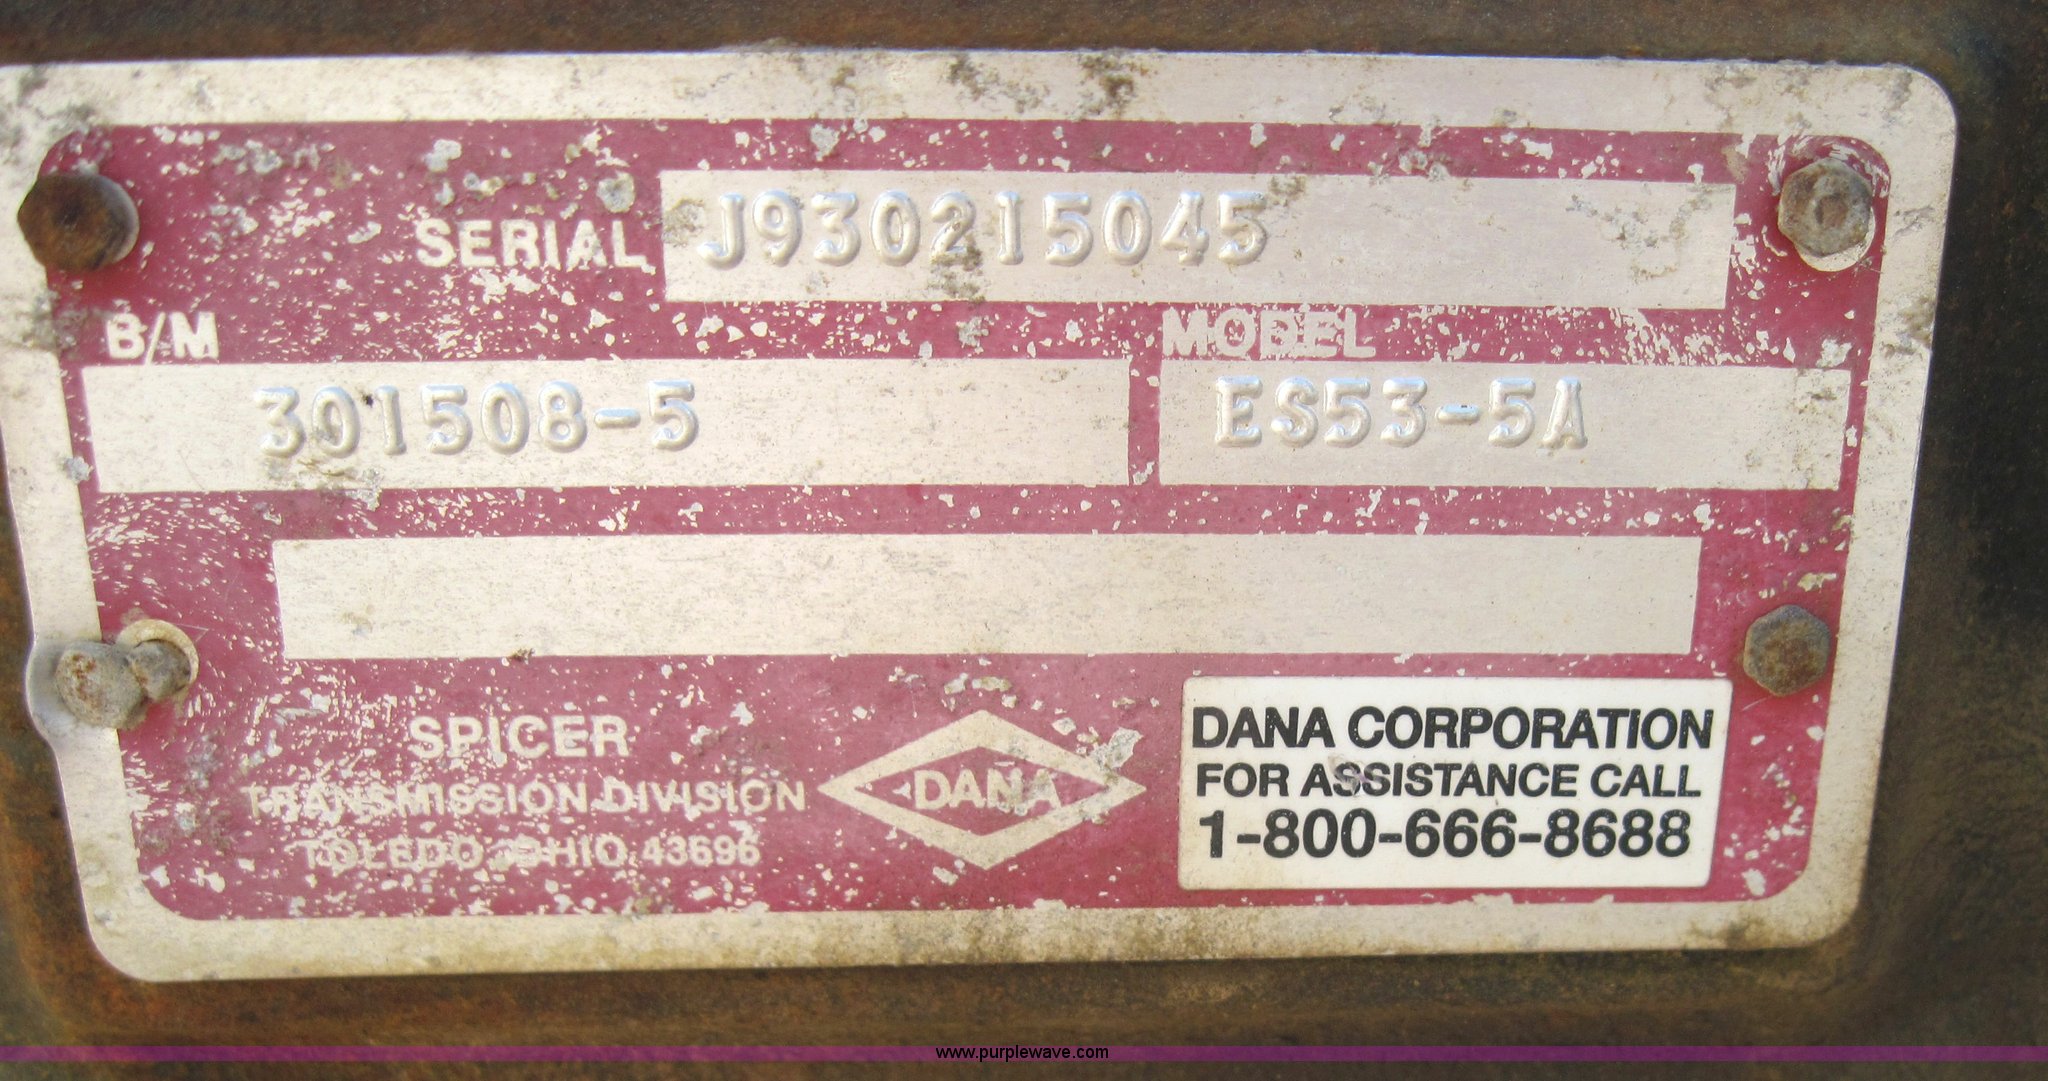 SERIAL J930215045
B/M MODEL
301508-5 ES53-5A
SPICER
TRANSMISSION DIVISION
TOLEDO, OHIO 43696
DANA
DANA CORPORATION
FOR ASSISTANCE CALL
1-800-666-8688
www.purplewave.com